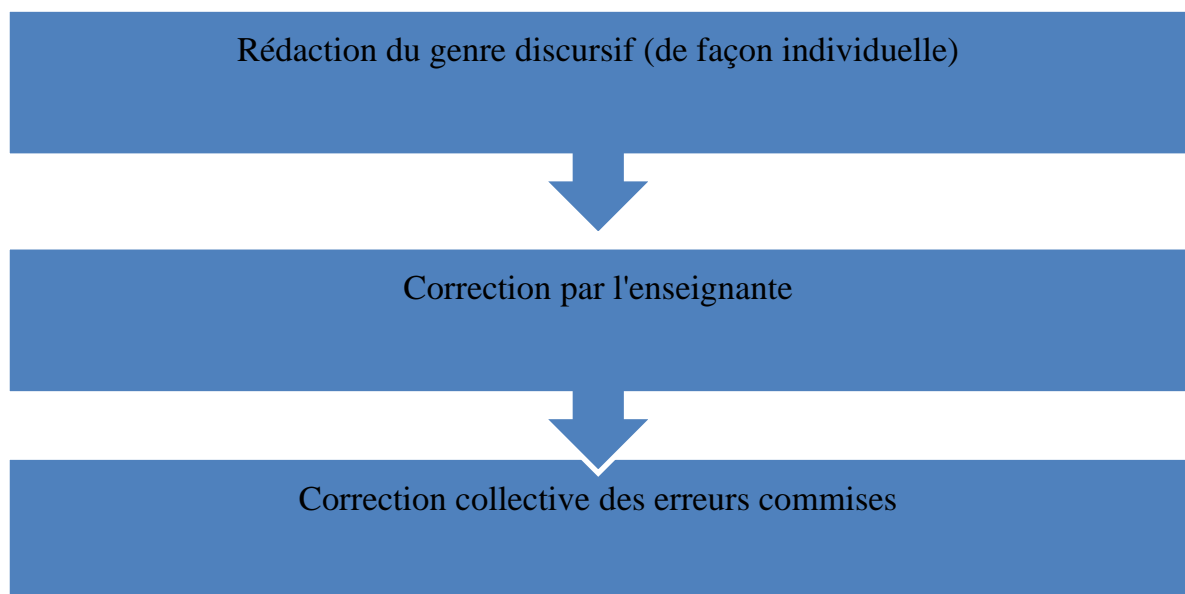 Rédaction du genre discursif (de façon individuelle)
Correction par l'enseignante
Correction collective des erreurs commises